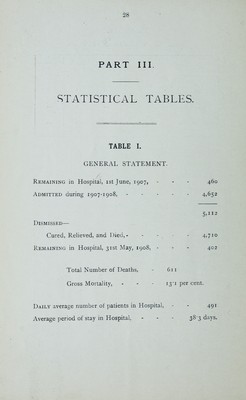 28
PART III.
STATISTICAL TABLES.
TABLE I.
GENERAL STATEMENT.
REMAINING in Hospital, 1st June, 1907, - - - 460
ADMITTED during 1907-1908, - - - - - 4,652
5,112
DISMISSED—
Cured, Relieved, and Died, - - - - - 4,710
REMAINING in Hospital, 31st May, 1908, - - - 402
Total Number of Deaths, - 611
Gross Mortality, - - - 13·1 per cent.
DAILY average number of patients in Hospital, - - 491
Average period of stay in Hospital, - - - 38·3 days.